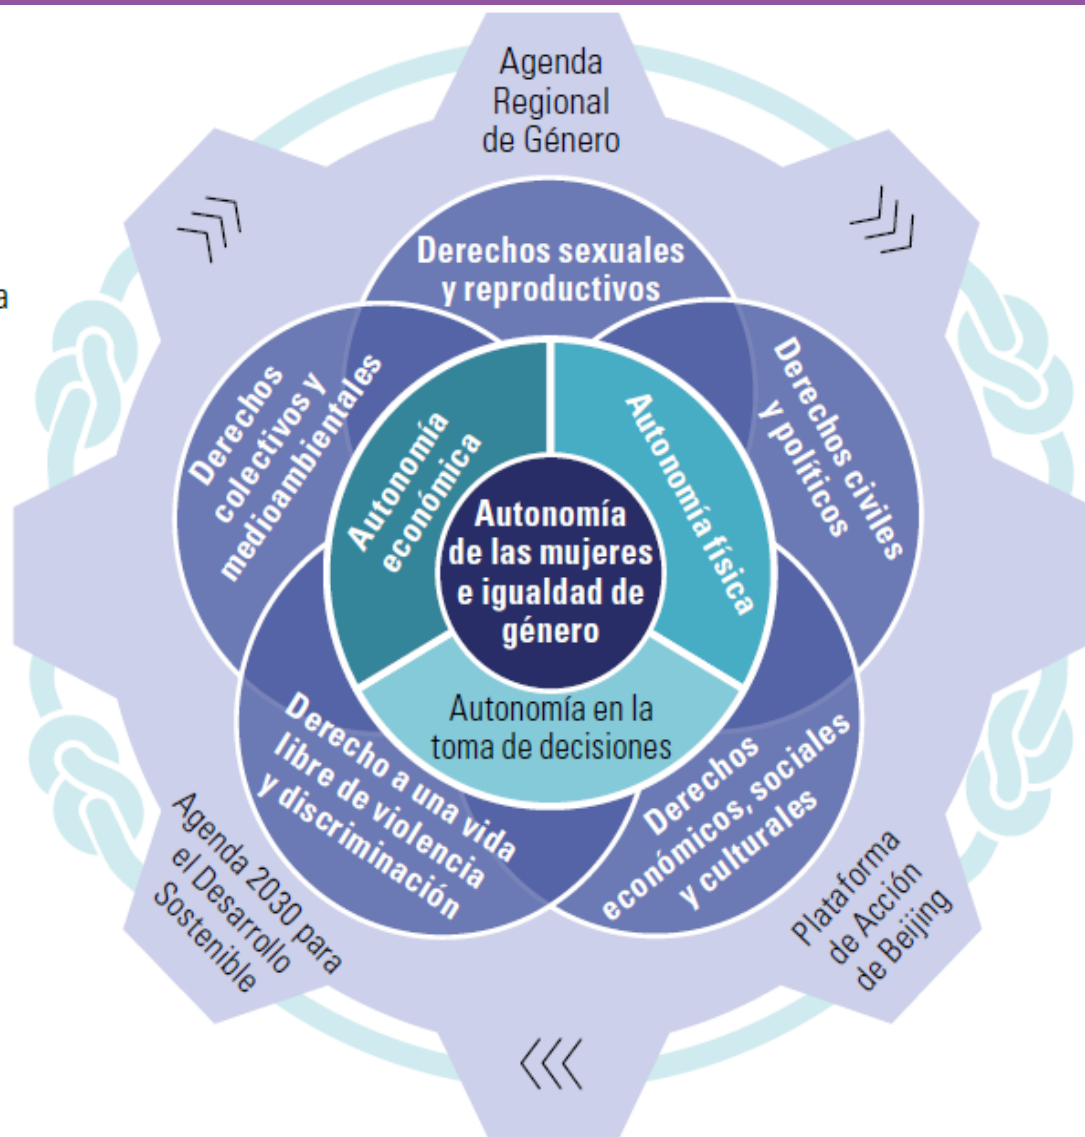 Agenda
Regional
de Género
Derechos sexuales
y reproductivos
a
Derechos
colectivos y
medioambientales
Derechos civiles
y políticos
Autonomía
económica
Autonomía física
Autonomía
de las mujeres
e igualdad de
género
Autonomía en la
toma de decisiones
Derecho a una vida
libre de violencia
y discriminación
Derechos
económicos, sociales
y culturales
Agenda 2030 para
el Desarrollo
Sostenible
Plataforma
de Acción
de Beijing